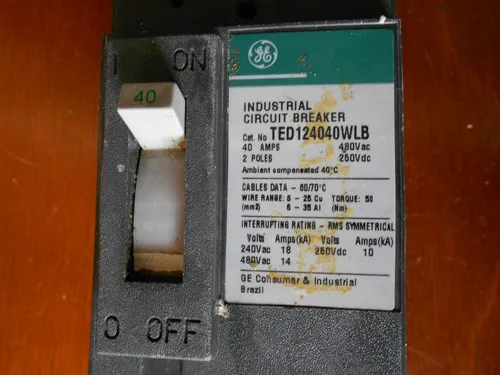 I ON
40
GE
INDUSTRIAL
CIRCUIT BREAKER
Cat. No TED124040WLB
40 AMPS 480Vac
2 POLES 250Vdc
Ambient compensated 40°C
CABLES DATA - 60/70°C
WIRE RANGE: 6 - 25 Cu TORQUE: 56
(mm2) 6 - 35 Al (Nm)
INTERRUPTING RATING - RMS SYMMETRICAL
Volts Amps(kA) Volts Amps(kA)
240Vac 18 250Vdc 10
480Vac 14
GE Consumer & Industrial
Brazil
O OFF